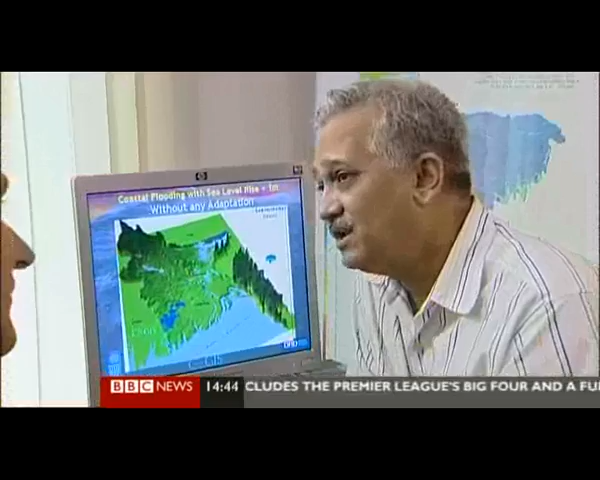 Coastal Flooding with Sea Level Rise + 1m
Without any Adaptation
BBC NEWS 14:44 CLUDES THE PREMIER LEAGUE'S BIG FOUR AND A FU